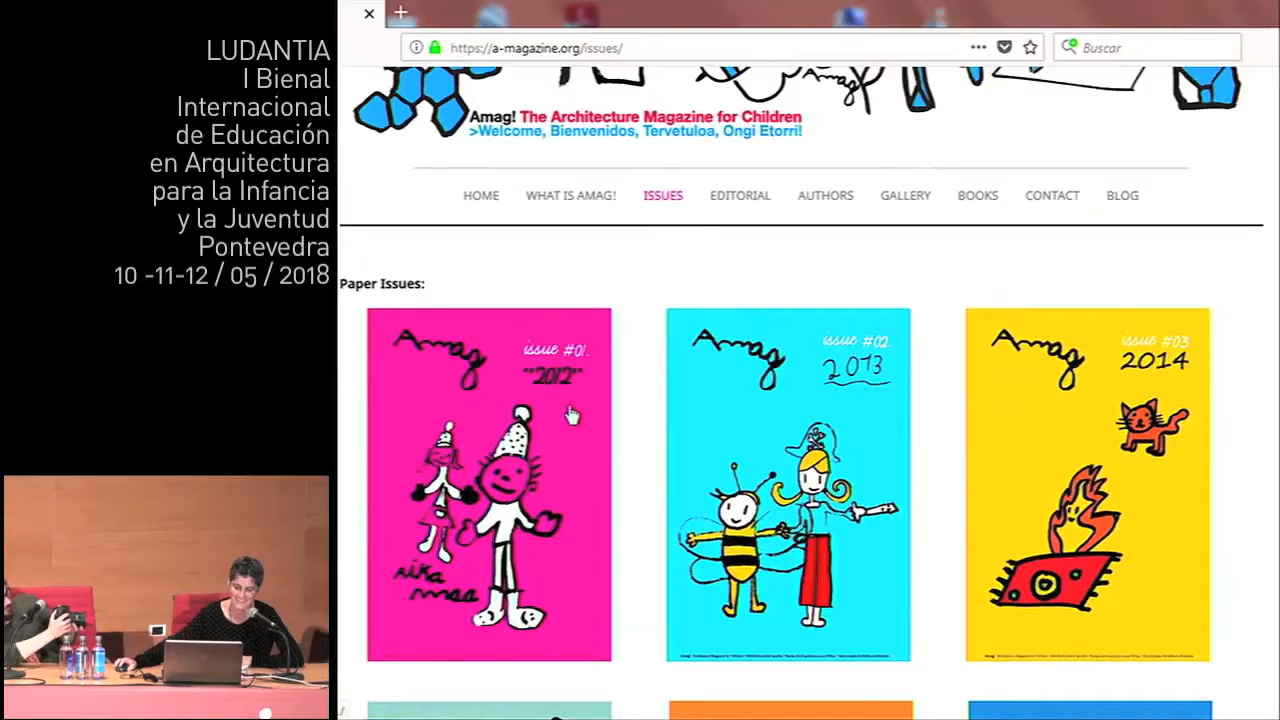 LUDANTIA
I Bienal
Internacional
de Educación
en Arquitectura
para la Infancia
y la Juventud
Pontevedra
10 -11-12 / 05 / 2018
https://a-magazine.org/issues/
Buscar
Amag
Amag! The Architecture Magazine for Children
>Welcome, Bienvenidos, Tervetuloa, Ongi Etorri!
HOME WHAT IS AMAG! ISSUES EDITORIAL AUTHORS GALLERY BOOKS CONTACT BLOG
Paper Issues:
Amag
issue #01.
"2012"
Amag
issue #02.
2013
Amag
issue #03
2014